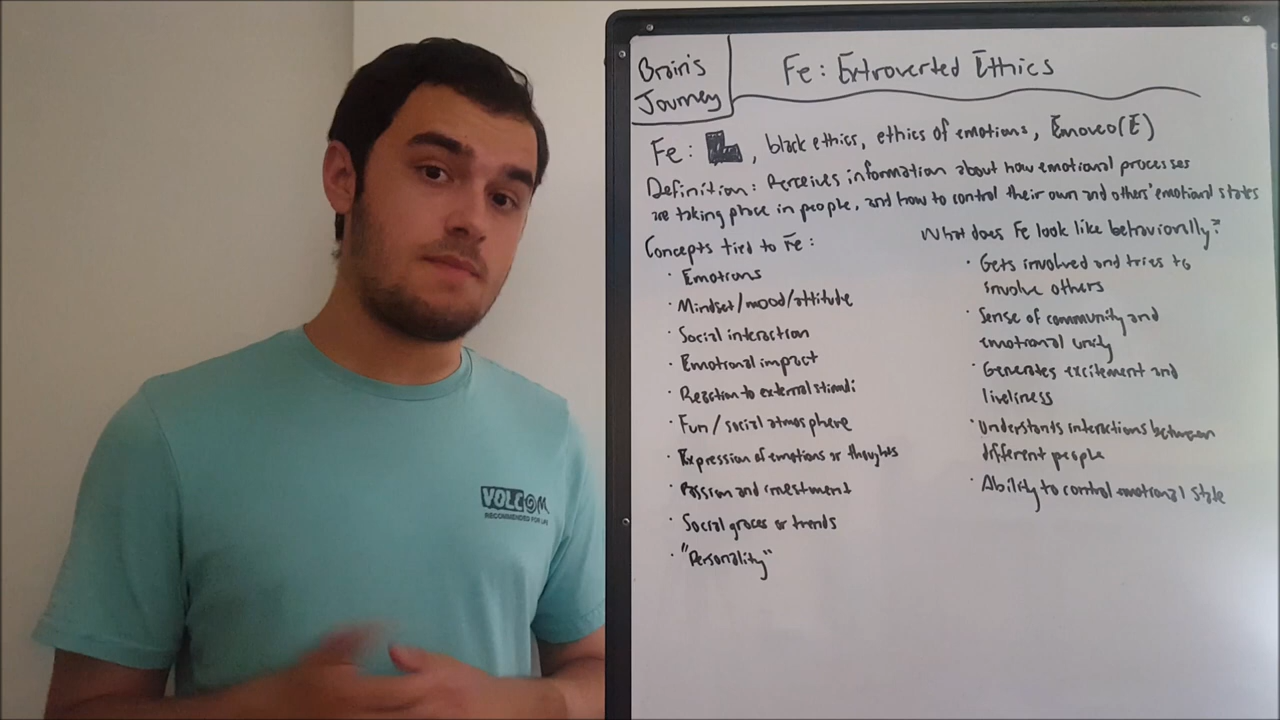 Brain's
Journey
Fe: Extroverted Ethics
Fe: , black ethics, ethics of emotions, Emoveo (E)
Definition: Perceives information about how emotional processes
are taking place in people, and how to control their own and others' emotional states
Concepts tied to Fe:
· Emotions
· Mindset/mood/attitude
· Social interaction
· Emotional impact
· Reaction to external stimuli
· Fun / social atmosphere
· Expression of emotions or thoughts
· Passion and investment
· Social graces or trends
· "Personality"
What does Fe look like behaviorally?
· Gets involved and tries to
involve others
· Sense of community and
emotional unity
· Generates excitement and
liveliness
· Understants interactions between
different people
· Ability to control emotional state
VOLCOM
RECOMMENDED FOR LIFE